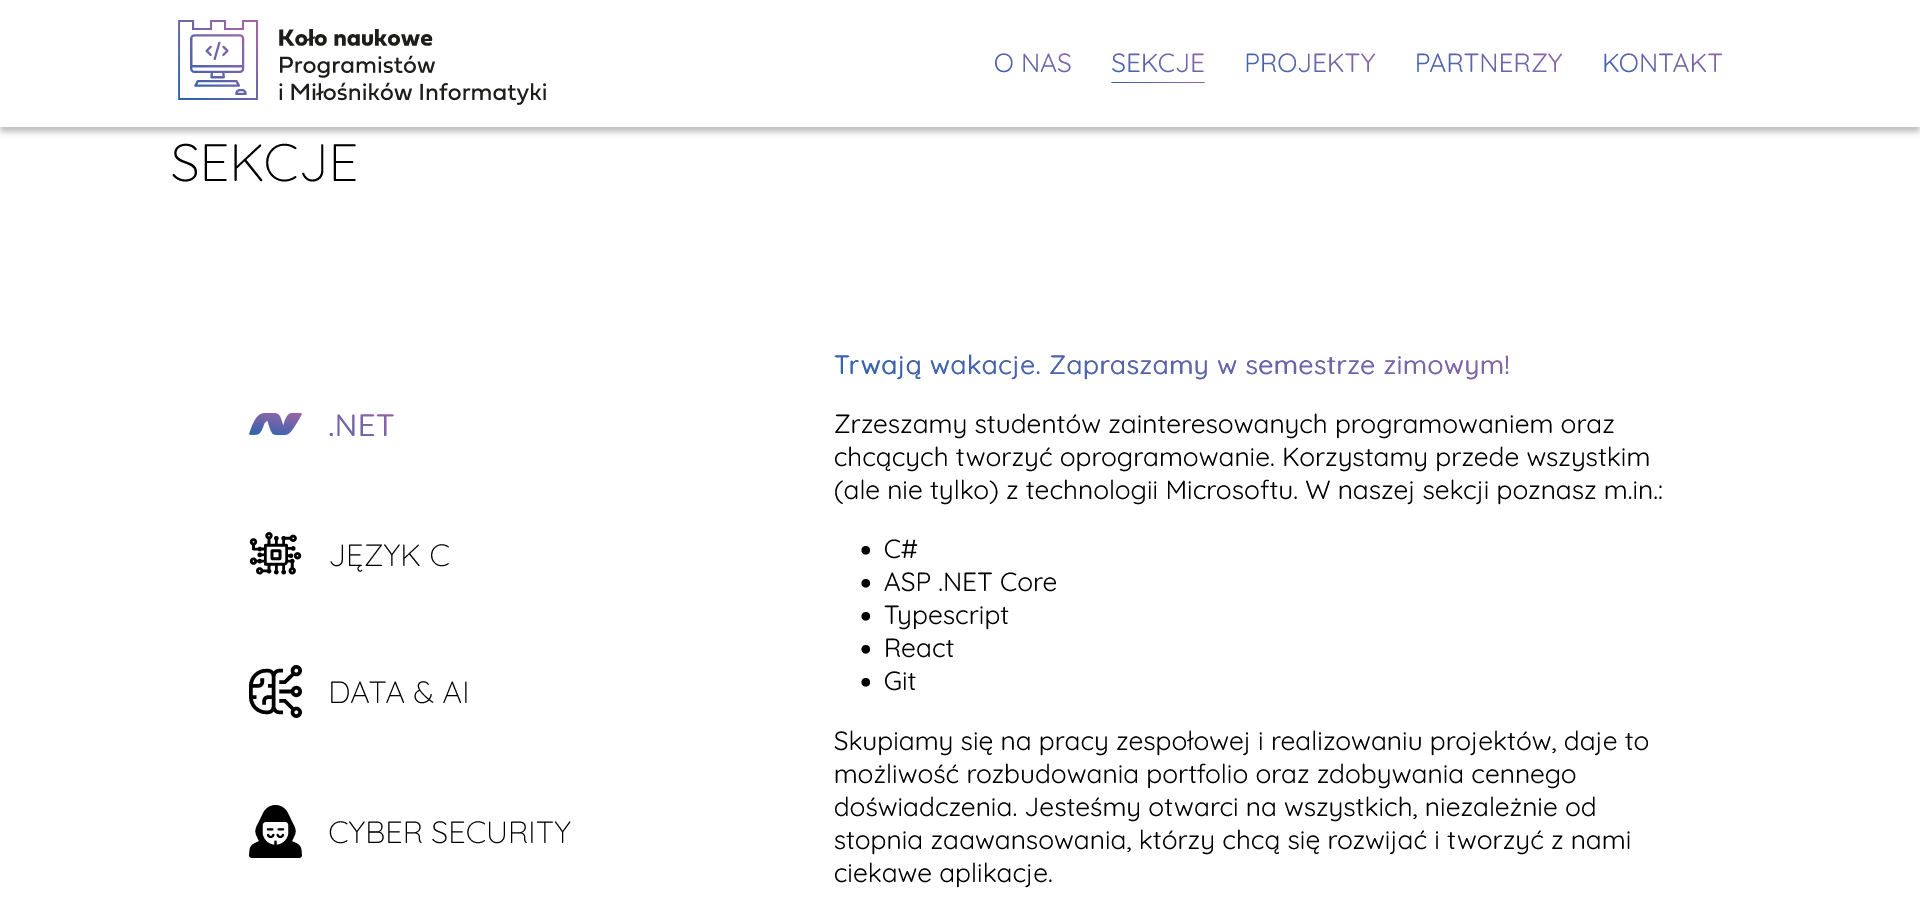 Koło naukowe
Programistów
i Miłośników Informatyki
O NAS
SEKCJE
PROJEKTY
PARTNERZY
KONTAKT
SEKCJE
.NET
JĘZYK C
DATA & AI
CYBER SECURITY
Trwają wakacje. Zapraszamy w semestrze zimowym!
Zrzeszamy studentów zainteresowanych programowaniem oraz
chcących tworzyć oprogramowanie. Korzystamy przede wszystkim
(ale nie tylko) z technologii Microsoftu. W naszej sekcji poznasz m.in.:
• C#
• ASP .NET Core
• Typescript
• React
• Git
Skupiamy się na pracy zespołowej i realizowaniu projektów, daje to
możliwość rozbudowania portfolio oraz zdobywania cennego
doświadczenia. Jesteśmy otwarci na wszystkich, niezależnie od
stopnia zaawansowania, którzy chcą się rozwijać i tworzyć z nami
ciekawe aplikacje.